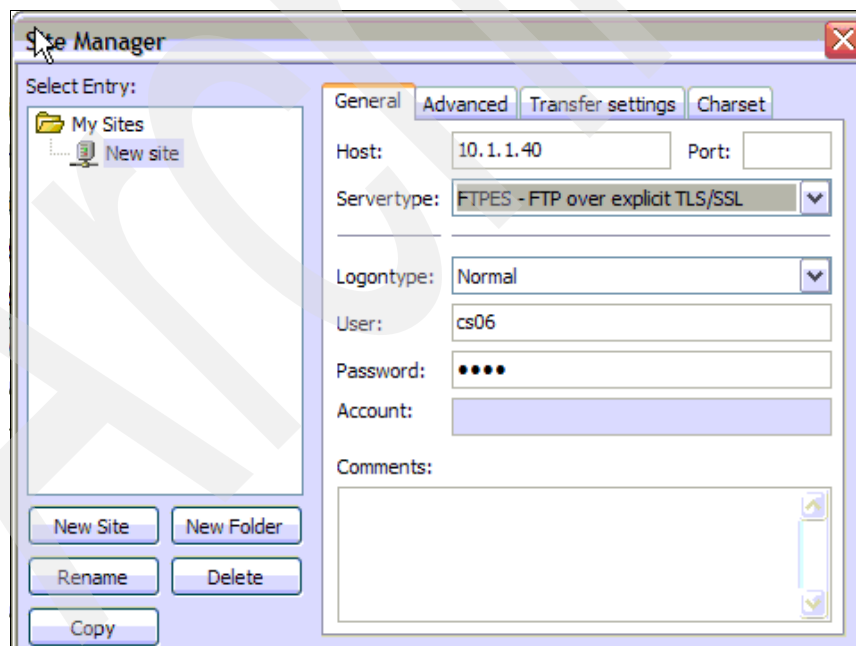 Site Manager
Select Entry:
My Sites
New site
New Site
New Folder
Rename
Delete
Copy
General
Advanced
Transfer settings
Charset
Host:
10.1.1.40
Port:
Servertype:
FTPES - FTP over explicit TLS/SSL
Logontype:
Normal
User:
cs06
Password:
••••
Account:
Comments: